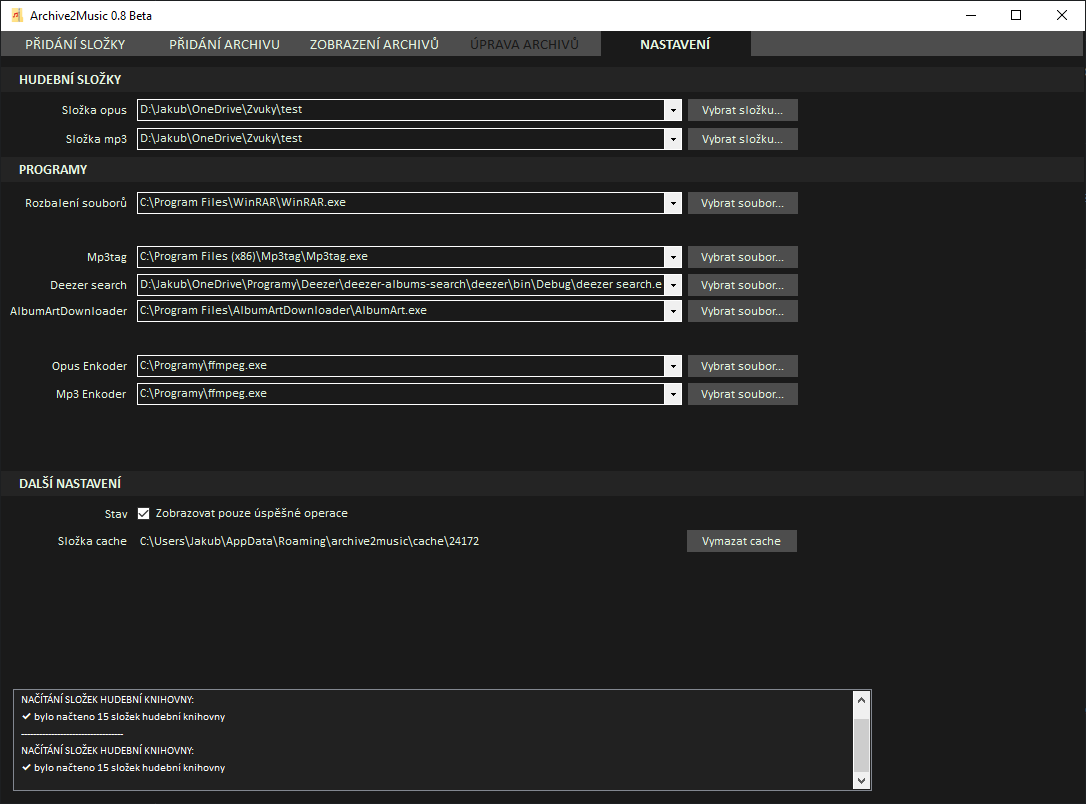 Archive2Music 0.8 Beta
PŘIDÁNÍ SLOŽKY PŘIDÁNÍ ARCHIVU ZOBRAZENÍ ARCHIVŮ ÚPRAVA ARCHIVŮ NASTAVENÍ
HUDEBNÍ SLOŽKY
Složka opus D:\Jakub\OneDrive\Zvuky\test Vybrat složku...
Složka mp3 D:\Jakub\OneDrive\Zvuky\test Vybrat složku...
PROGRAMY
Rozbalení souborů C:\Program Files\WinRAR\WinRAR.exe Vybrat soubor...
Mp3tag C:\Program Files (x86)\Mp3tag\Mp3tag.exe Vybrat soubor...
Deezer search D:\Jakub\OneDrive\Programy\Deezer\deezer-albums-search\deezer\bin\Debug\deezer search.e Vybrat soubor...
AlbumArtDownloader C:\Program Files\AlbumArtDownloader\AlbumArt.exe Vybrat soubor...
Opus Enkoder C:\Programy\ffmpeg.exe Vybrat soubor...
Mp3 Enkoder C:\Programy\ffmpeg.exe Vybrat soubor...
DALŠÍ NASTAVENÍ
Stav Zobrazovat pouze úspěšné operace
Složka cache C:\Users\Jakub\AppData\Roaming\archive2music\cache\24172 Vymazat cache
NAČÍTÁNÍ SLOŽEK HUDEBNÍ KNIHOVNY:
✔ bylo načteno 15 složek hudební knihovny
----------------------------------
NAČÍTÁNÍ SLOŽEK HUDEBNÍ KNIHOVNY:
✔ bylo načteno 15 složek hudební knihovny